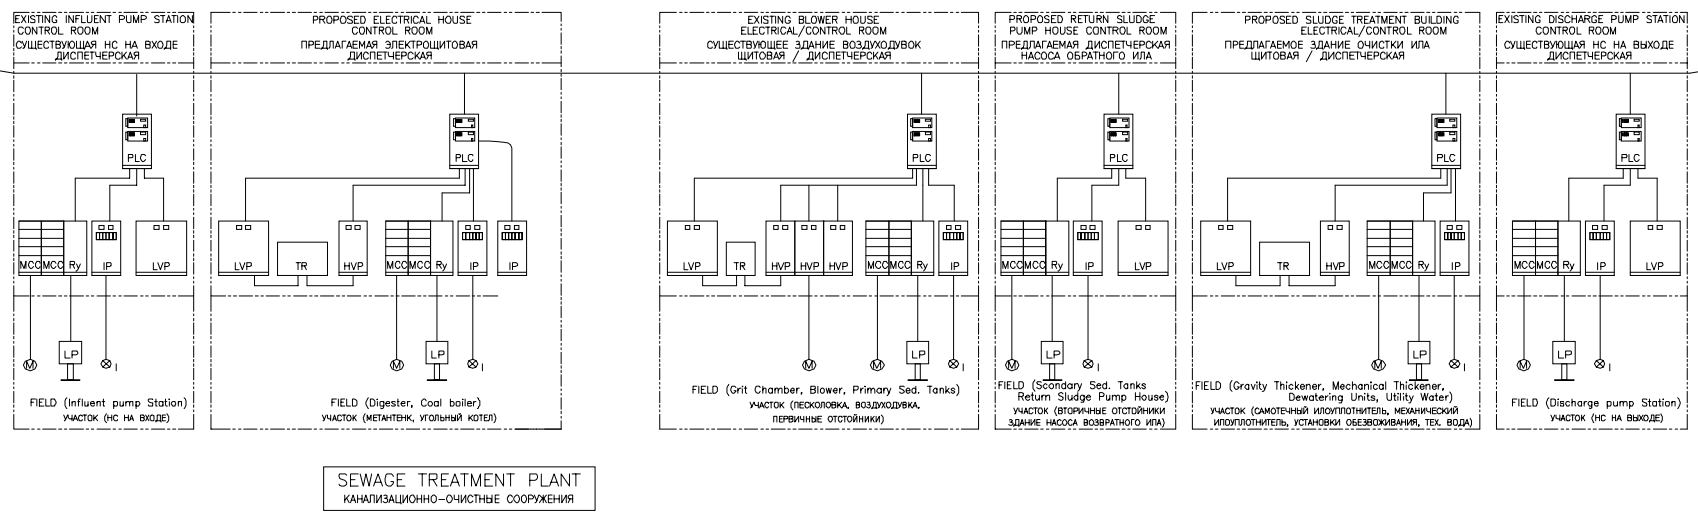 EXISTING INFLUENT PUMP STATION
CONTROL ROOM
СУЩЕСТВУЮЩАЯ НС НА ВХОДЕ
ДИСПЕТЧЕРСКАЯ
PLC
MCC MCC Ry IP LVP
M LP I
FIELD (Influent pump Station)
УЧАСТОК (НС НА ВХОДЕ)
PROPOSED ELECTRICAL HOUSE
CONTROL ROOM
ПРЕДЛАГАЕМАЯ ЭЛЕКТРОЩИТОВАЯ
ДИСПЕТЧЕРСКАЯ
PLC
LVP TR HVP MCC MCC Ry IP IP
M LP I
FIELD (Digester, Coal bailer)
УЧАСТОК (МЕТАНТЕНК, УГОЛЬНЫЙ КОТЕЛ)
EXISTING BLOWER HOUSE
ELECTRICAL/CONTROL ROOM
СУЩЕСТВУЮЩЕЕ ЗДАНИЕ ВОЗДУХОДУВОК
ЩИТОВАЯ / ДИСПЕТЧЕРСКАЯ
PLC
LVP TR HVP HVP HVP MCC MCC Ry IP
M M LP I
FIELD (Grit Chamber, Blower, Primary Sed. Tanks)
УЧАСТОК (ПЕСКОЛОВКА, ВОЗДУХОДУВКА,
ПЕРВИЧНЫЕ ОТСТОЙНИКИ)
PROPOSED RETURN SLUDGE
PUMP HOUSE CONTROL ROOM
ПРЕДЛАГАЕМАЯ ДИСПЕТЧЕРСКАЯ
НАСОСА ОБРАТНОГО ИЛА
PLC
MCC MCC Ry IP LVP
M LP I
FIELD (Scondary Sed. Tanks
Return Sludge Pump House)
УЧАСТОК (ВТОРИЧНЫЕ ОТСТОЙНИКИ
ЗДАНИЕ НАСОСА ВОЗВРАТНОГО ИЛА)
PROPOSED SLUDGE TREATMENT BUILDING
ELECTRICAL/CONTROL ROOM
ПРЕДЛАГАЕМОЕ ЗДАНИЕ ОЧИСТКИ ИЛА
ЩИТОВАЯ / ДИСПЕТЧЕРСКАЯ
PLC
LVP TR HVP MCC MCC Ry IP
M LP I
FIELD (Gravity Thickener, Mechanical Thickener,
Dewatering Units, Utility Water)
УЧАСТОК (САМОТЕЧНЫЙ ИЛОУПЛОТНИТЕЛЬ, МЕХАНИЧЕСКИЙ
ИЛОУПЛОТНИТЕЛЬ, УСТАНОВКИ ОБЕЗВОЖИВАНИЯ, ТЕХ. ВОДА)
EXISTING DISCHARGE PUMP STATION
CONTROL ROOM
СУЩЕСТВУЮЩАЯ НС НА ВЫХОДЕ
ДИСПЕТЧЕРСКАЯ
PLC
MCC MCC Ry IP LVP
M LP I
FIELD (Discharge pump Station)
УЧАСТОК (НС НА ВЫХОДЕ)
SEWAGE TREATMENT PLANT
КАНАЛИЗАЦИОННО-ОЧИСТНЫЕ СООРУЖЕНИЯ